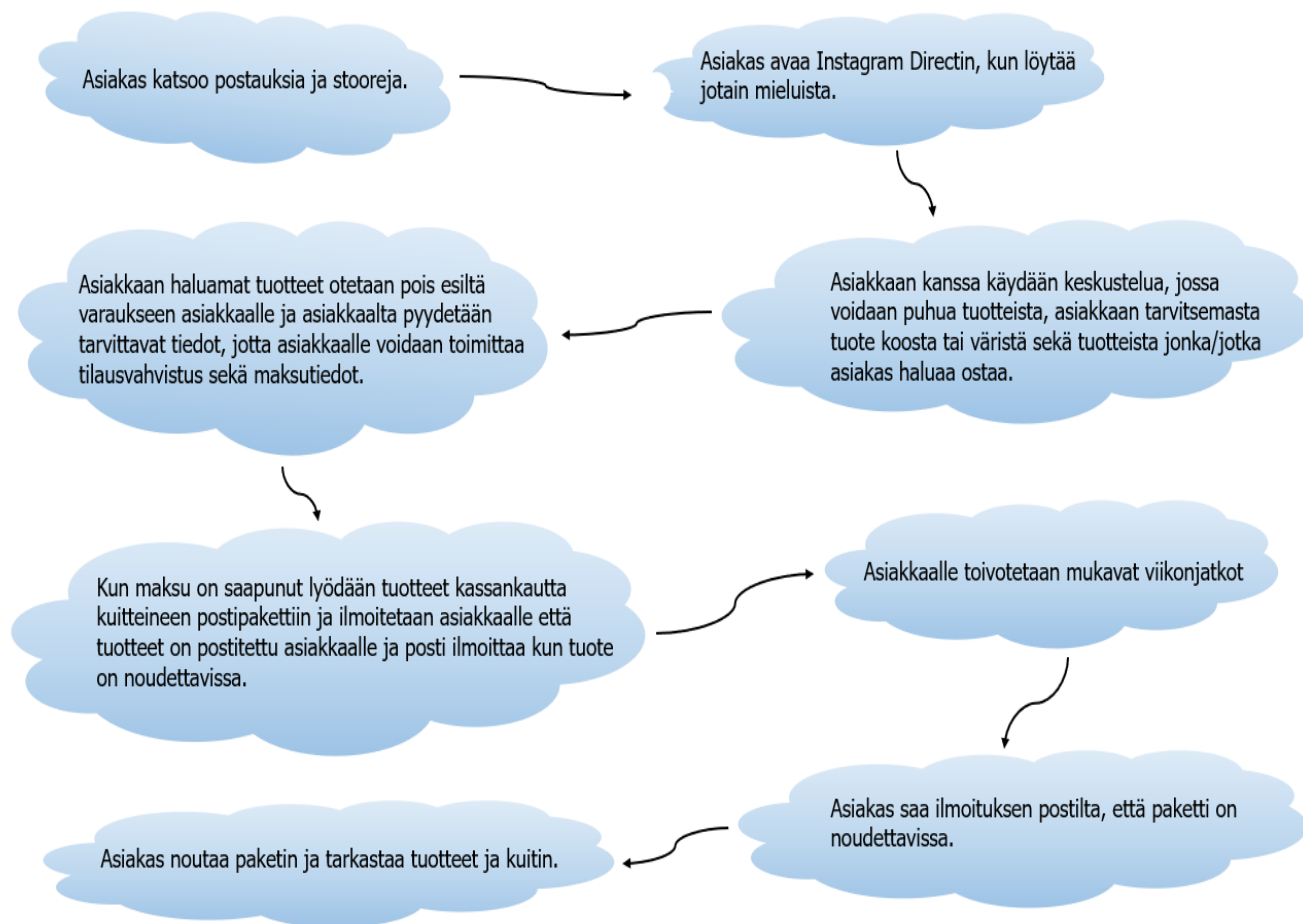 Asiakas katsoo postauksia ja stooreja.
Asiakas avaa Instagram Directin, kun löytää
jotain mieluista.
Asiakkaan kanssa käydään keskustelua, jossa
voidaan puhua tuotteista, asiakkaan tarvitsemasta
tuote koosta tai väristä sekä tuotteista jonka/jotka
asiakas haluaa ostaa.
Asiakkaan haluamat tuotteet otetaan pois esiltä
varaukseen asiakkaalle ja asiakkaalta pyydetään
tarvittavat tiedot, jotta asiakkaalle voidaan toimittaa
tilausvahvistus sekä maksutiedot.
Kun maksu on saapunut lyödään tuotteet kassankautta
kuitteineen postipakettiin ja ilmoitetaan asiakkaalle että
tuotteet on postitettu asiakkaalle ja posti ilmoittaa kun tuote
on noudettavissa.
Asiakkaalle toivotetaan mukavat viikonjatkot
Asiakas saa ilmoituksen postilta, että paketti on
noudettavissa.
Asiakas noutaa paketin ja tarkastaa tuotteet ja kuitin.